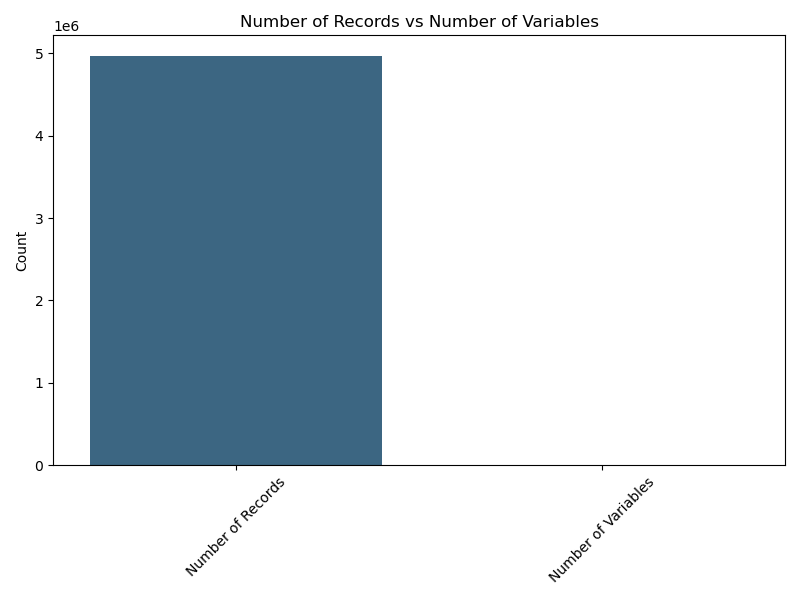 Number of Records vs Number of Variables
1e6
5
4
3
2
1
0
Count
Number of Records
Number of Variables